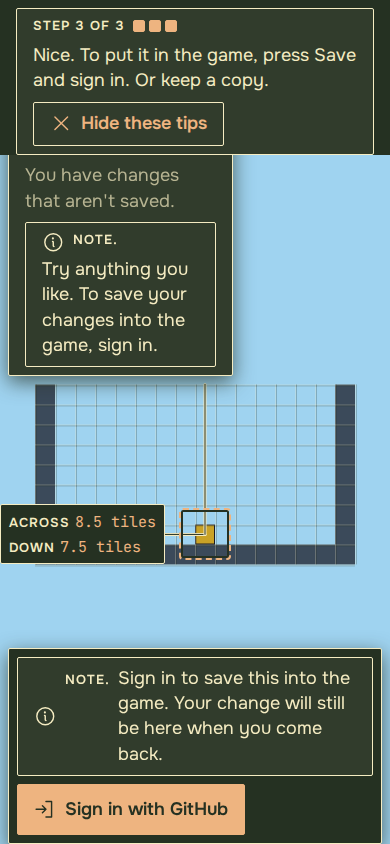 STEP 3 OF 3
Nice. To put it in the game, press Save
and sign in. Or keep a copy.
Hide these tips
You have changes
that aren't saved.
NOTE.
Try anything you
like. To save your
changes into the
game, sign in.
ACROSS 8.5 tiles
DOWN 7.5 tiles
NOTE. Sign in to save this into the
game. Your change will still
be here when you come
back.
Sign in with GitHub